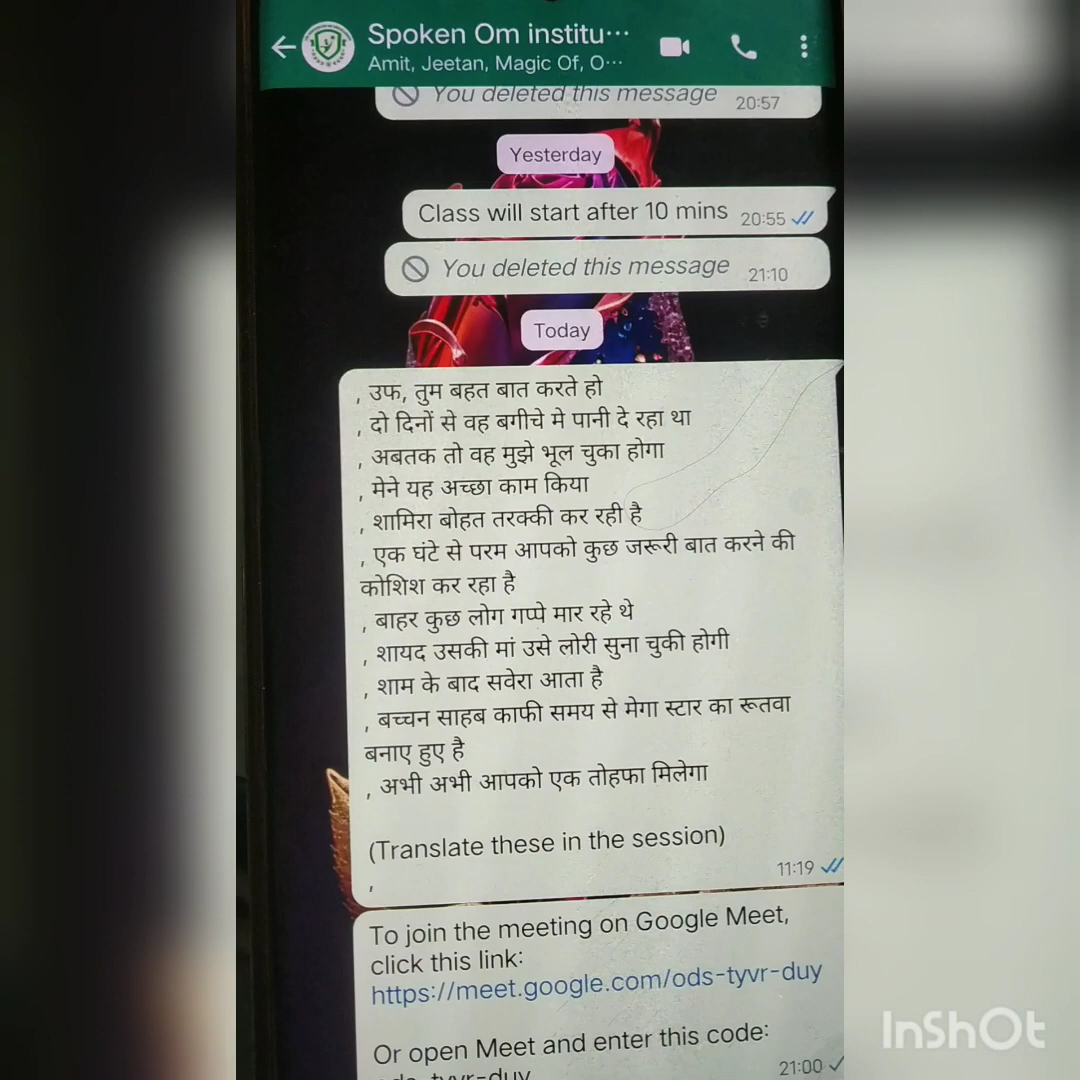 Spoken Om institu...
Amit, Jeetan, Magic Of, O...
You deleted this message 20:57
Yesterday
Class will start after 10 mins 20:55
You deleted this message 21:10
Today
, उफ, तुम बहत बात करते हो
, दो दिनों से वह बगीचे मे पानी दे रहा था
, अबतक तो वह मुझे भूल चुका होगा
, मेने यह अच्छा काम किया
, शामिरा बोहत तरक्की कर रही है
, एक घंटे से परम आपको कुछ जरूरी बात करने की
कोशिश कर रहा है
, बाहर कुछ लोग गप्पे मार रहे थे
, शायद उसकी मां उसे लोरी सुना चुकी होगी
, शाम के बाद सवेरा आता है
, बच्चन साहब काफी समय से मेगा स्टार का रूतवा
बनाए हुए है
, अभी अभी आपको एक तोहफा मिलेगा
(Translate these in the session)
11:19
,
To join the meeting on Google Meet,
click this link:
https://meet.google.com/ods-tyvr-duy
Or open Meet and enter this code:
ods-tyvr-duy
21:00
InShOt